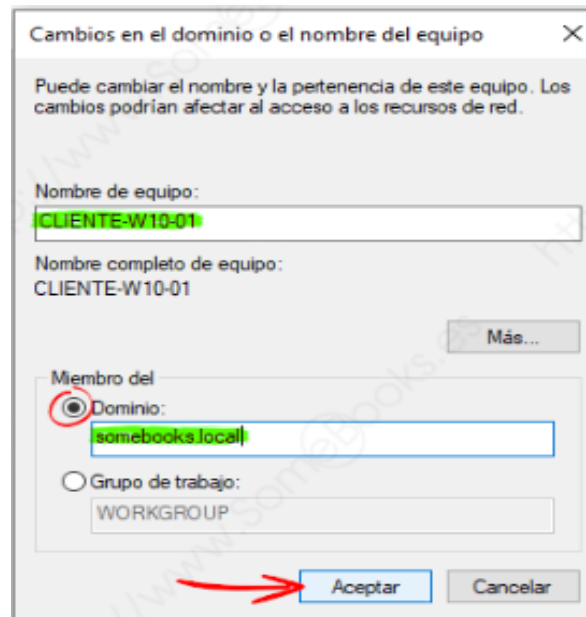 Cambios en el dominio o el nombre del equipo
Puede cambiar el nombre y la pertenencia de este equipo. Los
cambios podrían afectar al acceso a los recursos de red.
Nombre de equipo:
CLIENTE-W10-01
Nombre completo de equipo:
CLIENTE-W10-01
Más...
Miembro del
Dominio:
somebooks.local
Grupo de trabajo:
WORKGROUP
Aceptar
Cancelar